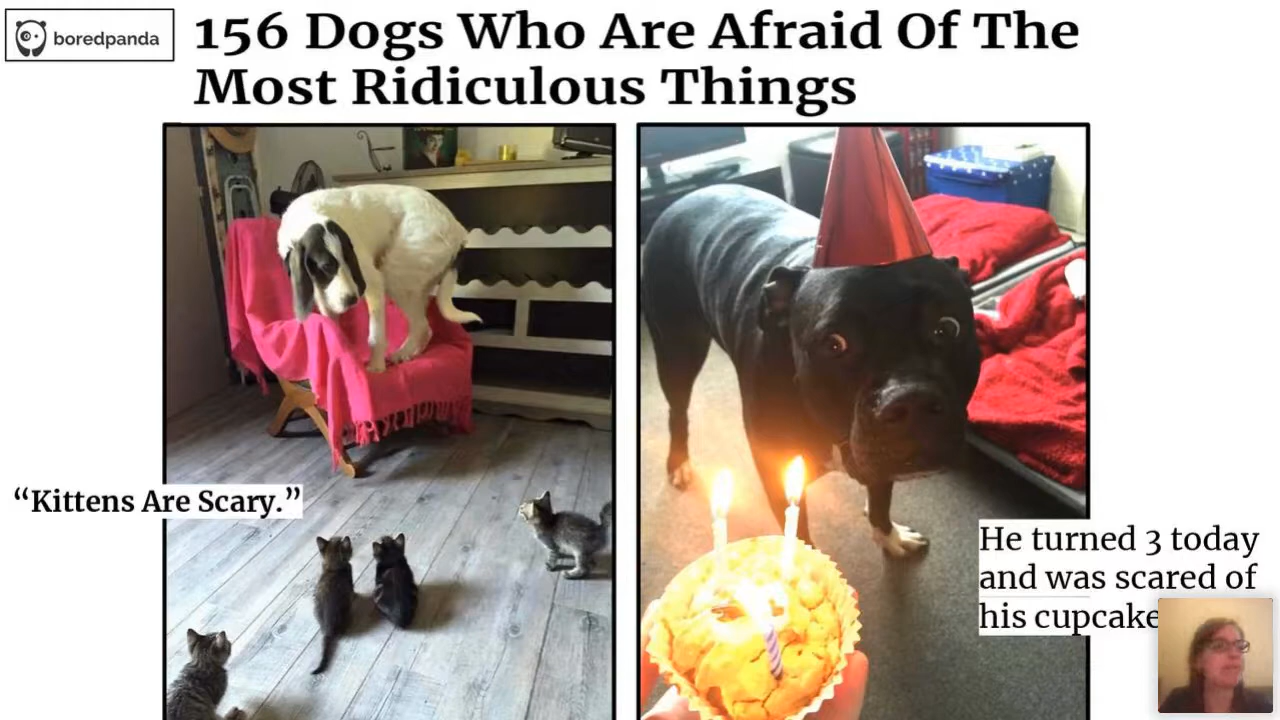 boredpanda
156 Dogs Who Are Afraid Of The
Most Ridiculous Things
“Kittens Are Scary.”
He turned 3 today
and was scared of
his cupcake